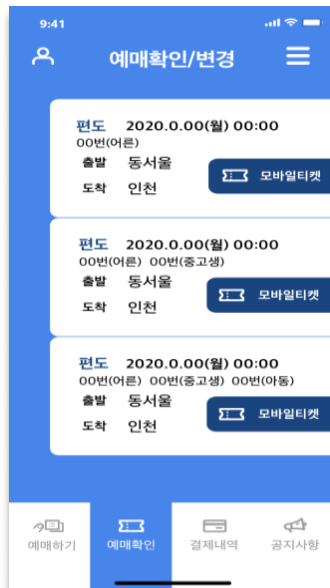 9:41
예매확인/변경
편도 2020.0.00(월) 00:00
00번(어른)
출발 동서울
도착 인천
모바일티켓
편도 2020.0.00(월) 00:00
00번(어른) 00번(중고생)
출발 동서울
도착 인천
모바일티켓
편도 2020.0.00(월) 00:00
00번(어른) 00번(중고생) 00번(아동)
출발 동서울
도착 인천
모바일티켓
예매하기 예매확인 결제내역 공지사항